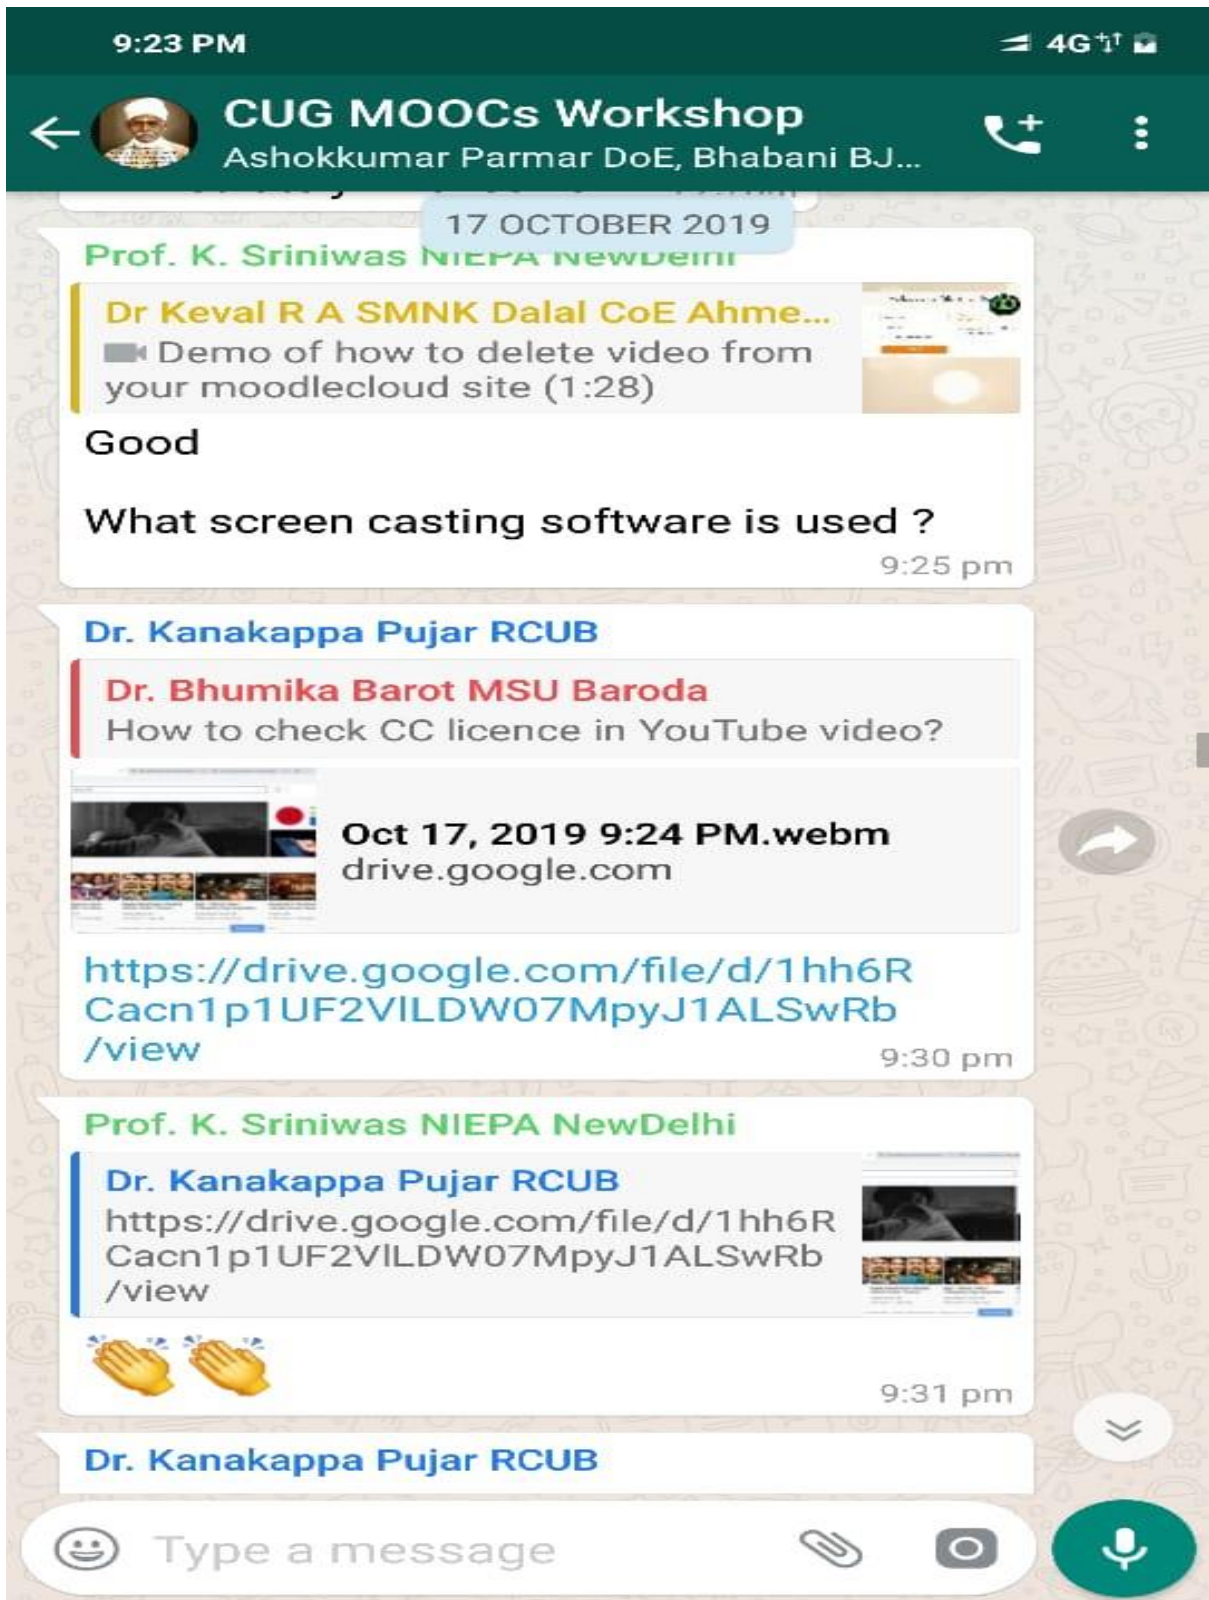 9:23 PM
4G
CUG MOOCs Workshop
Ashokkumar Parmar DoE, Bhabani BJ...
17 OCTOBER 2019
Prof. K. Sriniwas NIEPA NewDelhi
Dr Keval R A SMNK Dalal CoE Ahme...
Demo of how to delete video from
your moodlecloud site (1:28)
Good
What screen casting software is used ?
9:25 pm
Dr. Kanakappa Pujar RCUB
Dr. Bhumika Barot MSU Baroda
How to check CC licence in YouTube video?
Oct 17, 2019 9:24 PM.webm
drive.google.com
https://drive.google.com/file/d/1hh6R
Cacn1p1UF2VlLDW07MpyJ1ALSwRb
/view
9:30 pm
Prof. K. Sriniwas NIEPA NewDelhi
Dr. Kanakappa Pujar RCUB
https://drive.google.com/file/d/1hh6R
Cacn1p1UF2VlLDW07MpyJ1ALSwRb
/view
9:31 pm
Dr. Kanakappa Pujar RCUB
Type a message